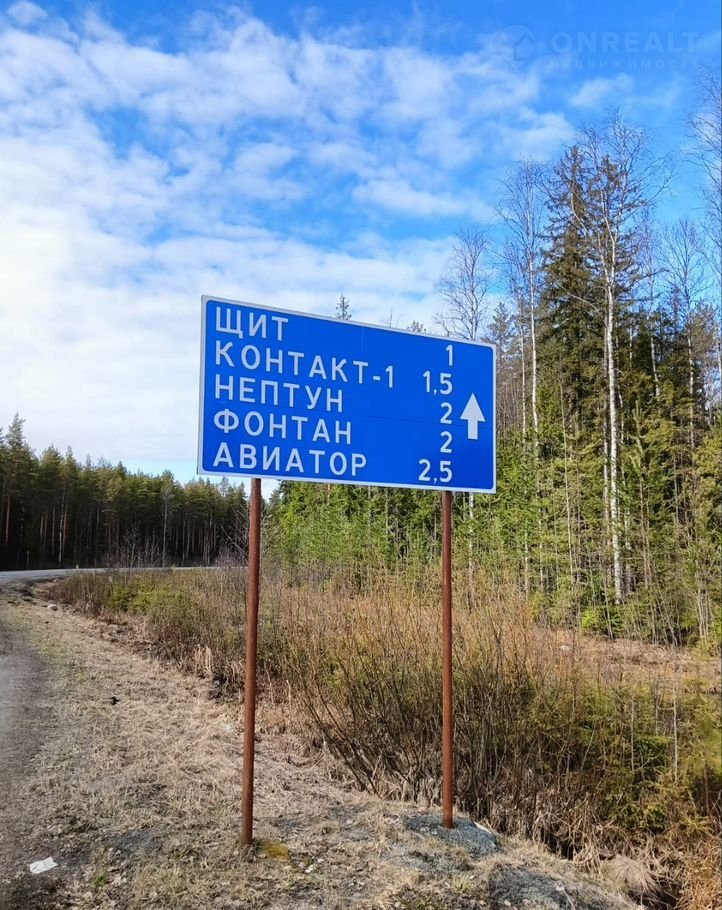 ONREALT
НЕДВИЖИМОСТЬ
ЩИТ 1
КОНТАКТ-1 1,5
НЕПТУН 2
ФОНТАН 2
АВИАТОР 2,5